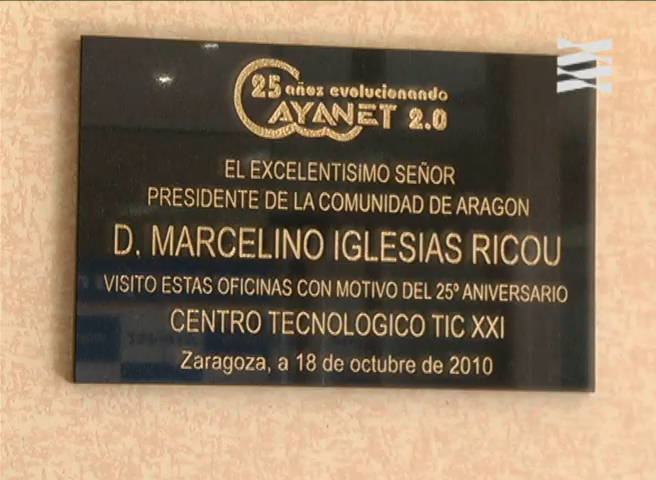 25 años evolucionando
AYANET 2.0
EL EXCELENTISIMO SEÑOR
PRESIDENTE DE LA COMUNIDAD DE ARAGON
D. MARCELINO IGLESIAS RICOU
VISITO ESTAS OFICINAS CON MOTIVO DEL 25º ANIVERSARIO
CENTRO TECNOLOGICO TIC XXI
Zaragoza, a 18 de octubre de 2010